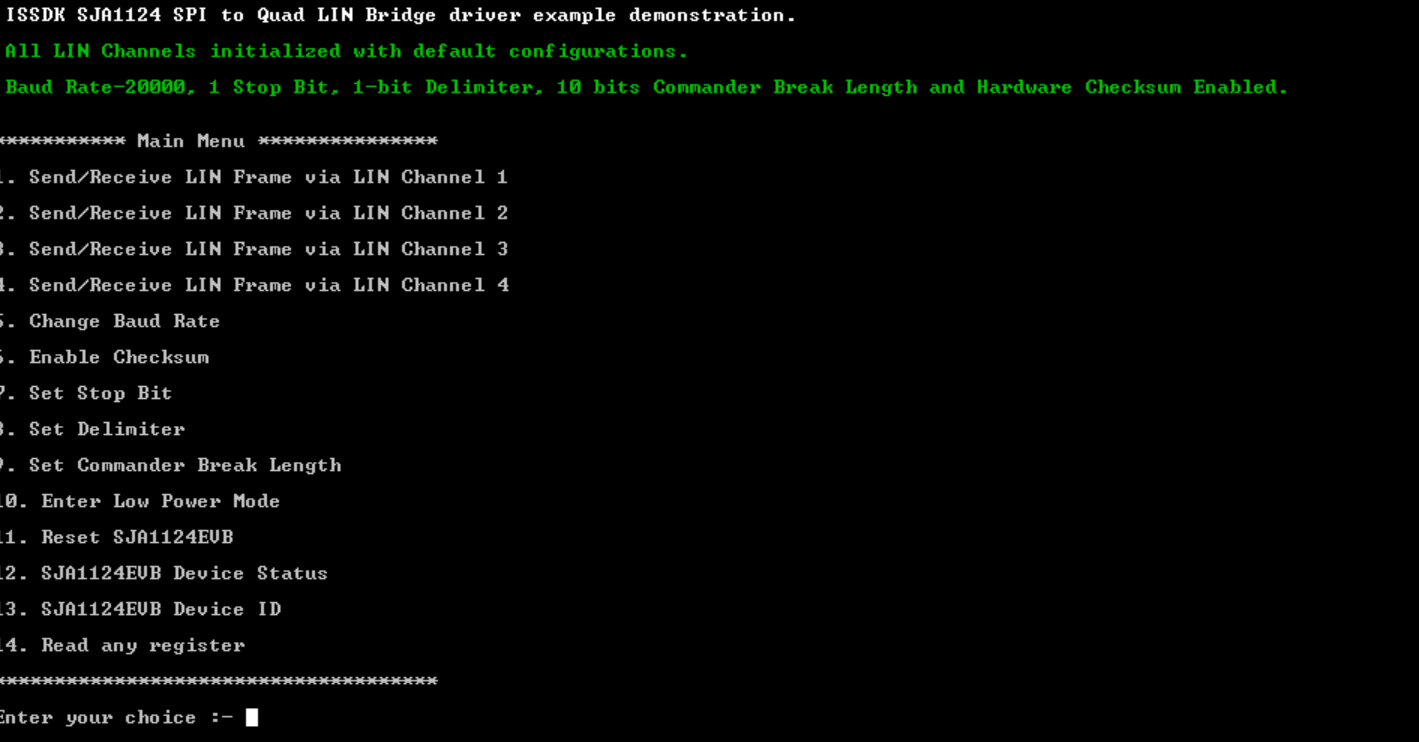 ISSDK SJA1124 SPI to Quad LIN Bridge driver example demonstration.
All LIN Channels initialized with default configurations.
Baud Rate-20000, 1 Stop Bit, 1-bit Delimiter, 10 bits Commander Break Length and Hardware Checksum Enabled.
*********** Main Menu ***************
1. Send/Receive LIN Frame via LIN Channel 1
2. Send/Receive LIN Frame via LIN Channel 2
3. Send/Receive LIN Frame via LIN Channel 3
4. Send/Receive LIN Frame via LIN Channel 4
5. Change Baud Rate
6. Enable Checksum
7. Set Stop Bit
8. Set Delimiter
9. Set Commander Break Length
10. Enter Low Power Mode
11. Reset SJA1124EVB
12. SJA1124EVB Device Status
13. SJA1124EVB Device ID
14. Read any register
*************************************
Enter your choice :-